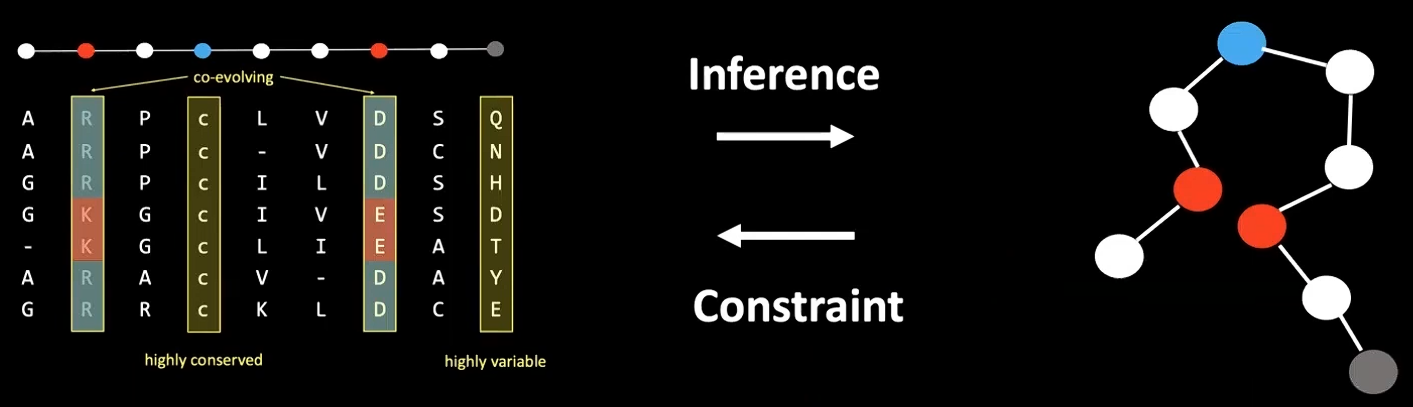 co-evolving
A R P c L V D S Q
A R P c - V D C N
G R P c I L D S H
G K G c I V E S D
- K G c L I E A T
A R A c V - D A Y
G R R c K L D C E
highly conserved
highly variable
Inference
Constraint